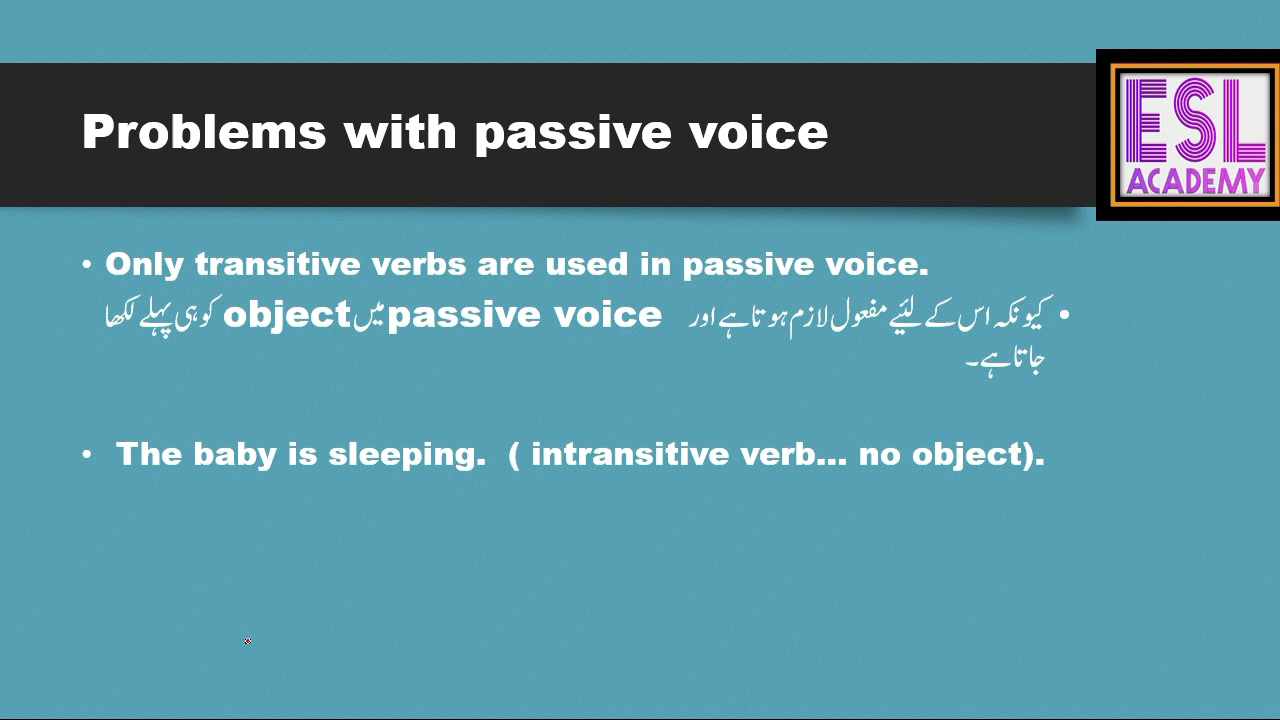 Problems with passive voice
ESL
ACADEMY
• Only transitive verbs are used in passive voice.
• کیونکہ اس کے لئیے مفعول لازم ہوتا ہے اور passive voice میں object کو ہی پہلے لکھا
جاتا ہے۔
• The baby is sleeping. ( intransitive verb... no object).